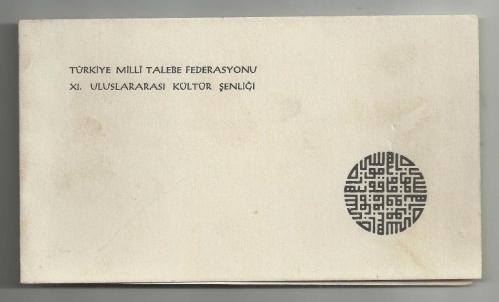 TÜRKİYE MİLLİ TALEBE FEDERASYONU
XI. ULUSLARARASI KÜLTÜR ŞENLİĞİ